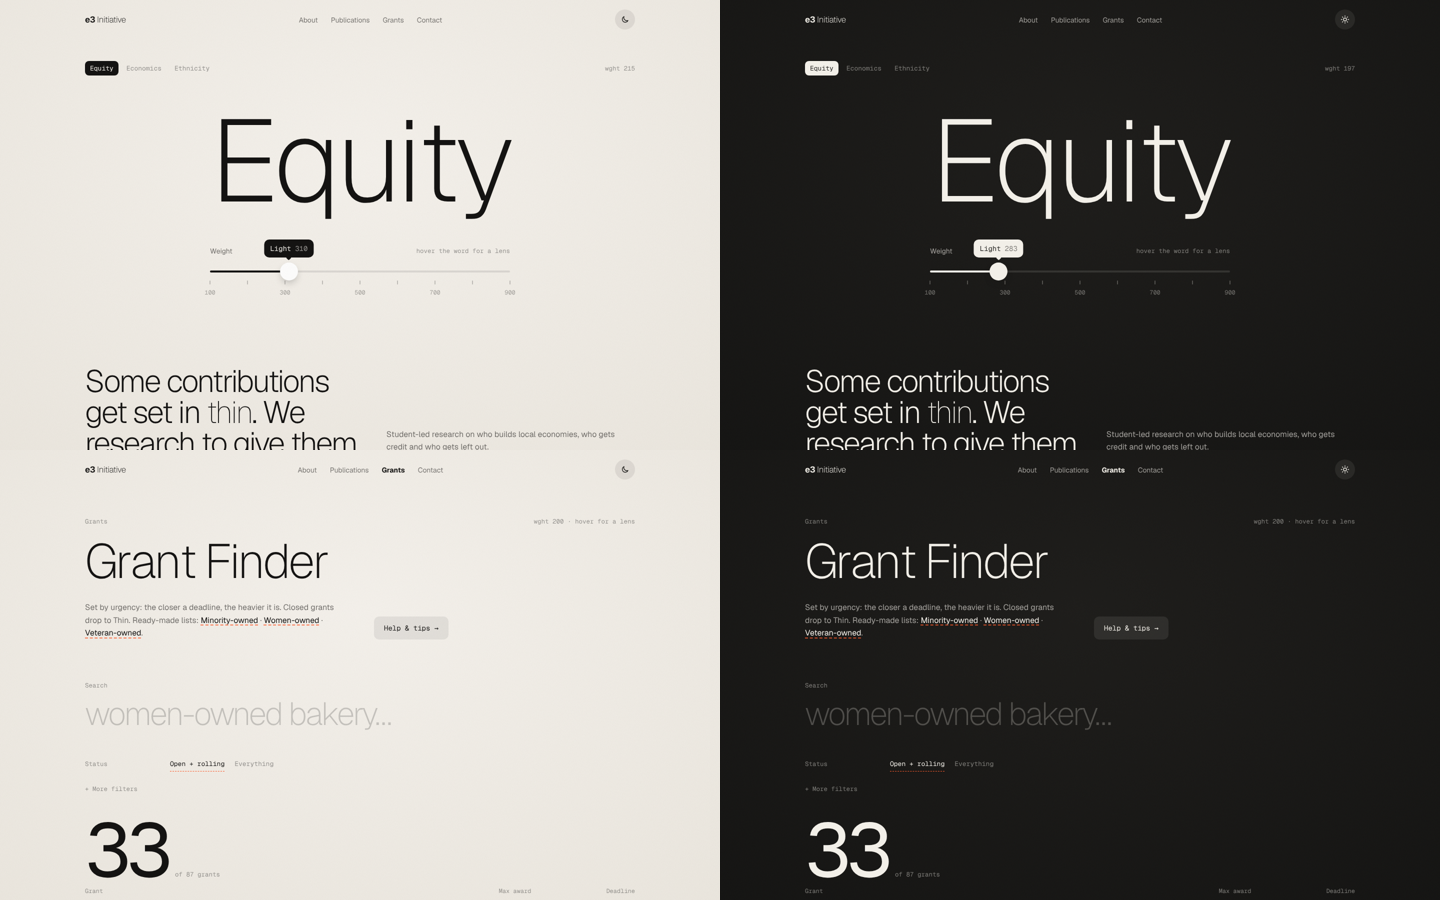 e3 Initiative
About Publications Grants Contact
Equity Economics Ethnicity
wght 215
Equity
Weight
Light 310
hover the word for a lens
100 300 500 700 900
Some contributions
get set in thin. We
research to give them
Student-led research on who builds local economies, who gets
credit and who gets left out.
e3 Initiative
About Publications Grants Contact
Equity Economics Ethnicity
wght 197
Equity
Weight
Light 283
hover the word for a lens
100 300 500 700 900
Some contributions
get set in thin. We
research to give them
Student-led research on who builds local economies, who gets
credit and who gets left out.
e3 Initiative
About Publications Grants Contact
Grants
wght 200 · hover for a lens
Grant Finder
Set by urgency: the closer a deadline, the heavier it is. Closed grants
drop to Thin. Ready-made lists: Minority-owned · Women-owned ·
Veteran-owned.
Help & tips →
Search
women-owned bakery...
Status
Open + rolling Everything
+ More filters
33
of 87 grants
Grant Max award Deadline
e3 Initiative
About Publications Grants Contact
Grants
wght 200 · hover for a lens
Grant Finder
Set by urgency: the closer a deadline, the heavier it is. Closed grants
drop to Thin. Ready-made lists: Minority-owned · Women-owned ·
Veteran-owned.
Help & tips →
Search
women-owned bakery...
Status
Open + rolling Everything
+ More filters
33
of 87 grants
Grant Max award Deadline